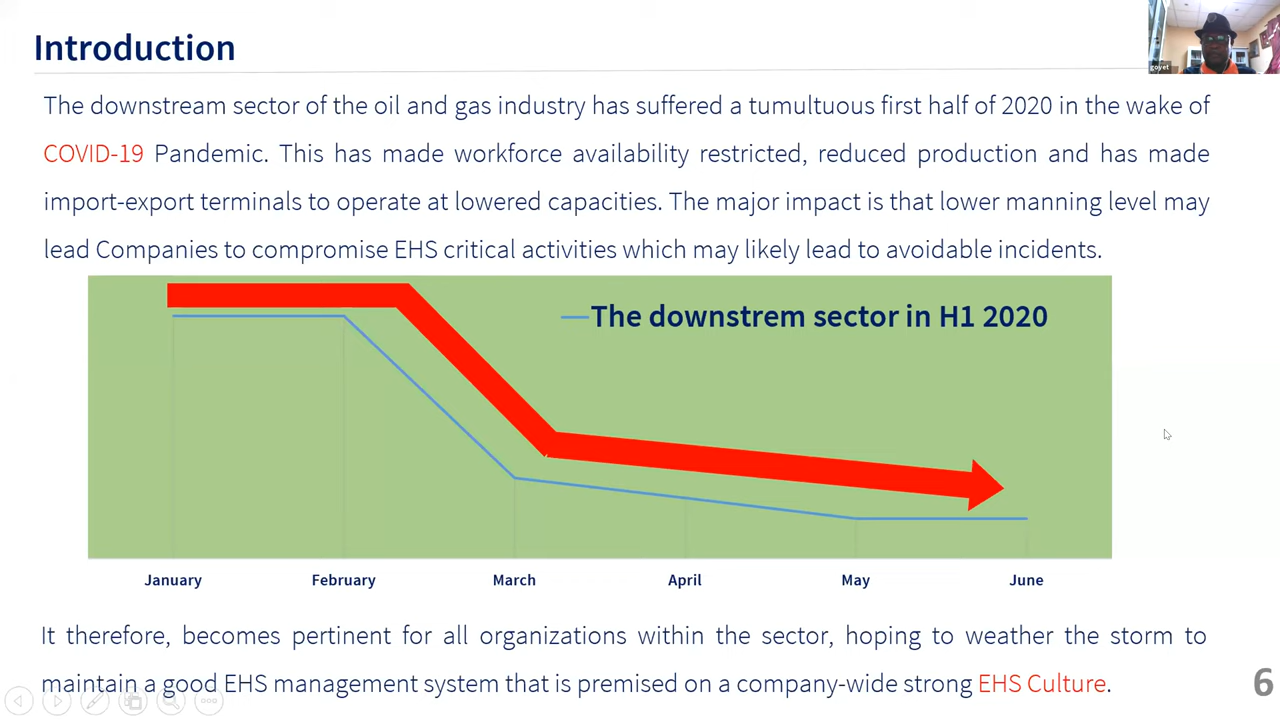 Introduction
goyet
The downstream sector of the oil and gas industry has suffered a tumultuous first half of 2020 in the wake of
COVID-19 Pandemic. This has made workforce availability restricted, reduced production and has made
import-export terminals to operate at lowered capacities. The major impact is that lower manning level may
lead Companies to compromise EHS critical activities which may likely lead to avoidable incidents.
The downstrem sector in H1 2020
January February March April May June
It therefore, becomes pertinent for all organizations within the sector, hoping to weather the storm to
maintain a good EHS management system that is premised on a company-wide strong EHS Culture.
6